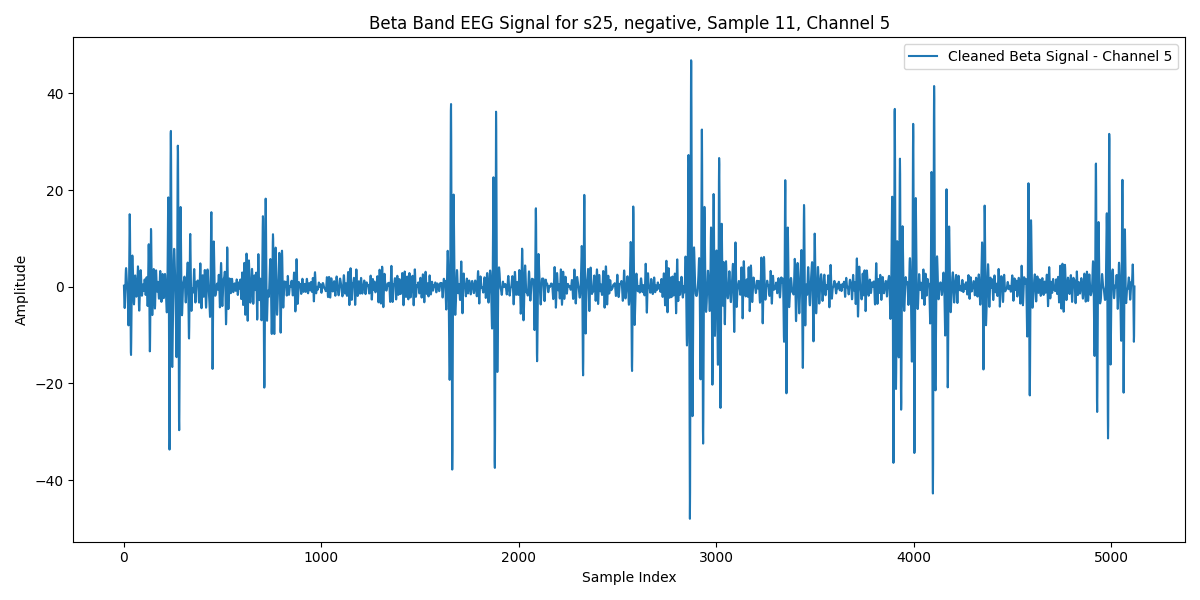 Beta Band EEG Signal for s25, negative, Sample 11, Channel 5
Cleaned Beta Signal - Channel 5
Amplitude
40
20
0
−20
−40
0 1000 2000 3000 4000 5000
Sample Index